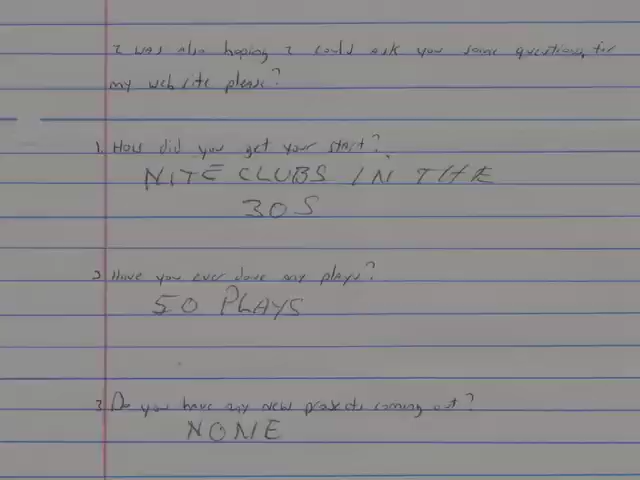 I was also hoping I could ask you some questions for
my website please?
1. How did you get your start?
NITE CLUBS IN THE
30S
2. Have you ever done any plays?
50 PLAYS
3. Do you have any new projects coming out?
NONE